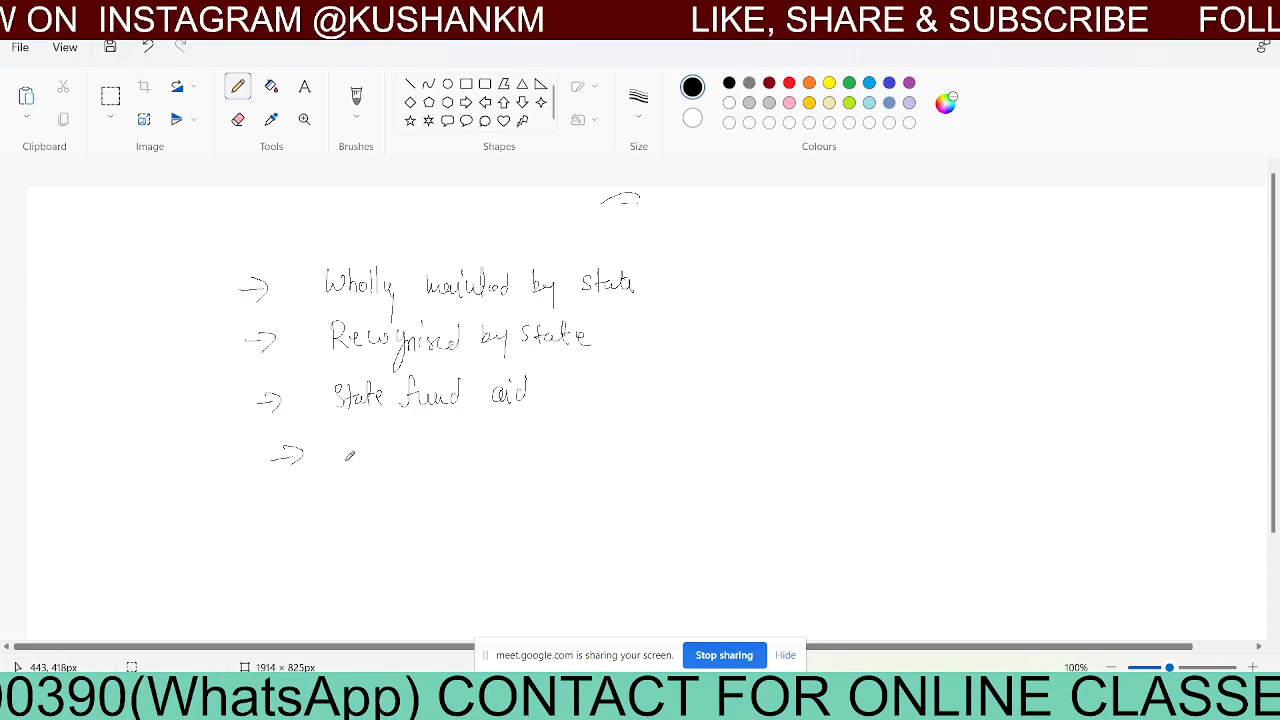 W ON INSTAGRAM @KUSHANKM LIKE, SHARE & SUBSCRIBE FOLL
File View
Clipboard Image Tools Brushes Shapes Size Colours
→ Wholly by State
→ Recognised by State
→ State fund aid
→
meet.google.com is sharing your screen. Stop sharing Hide
443, 418px 1914 × 825px 100%
00390(WhatsApp) CONTACT FOR ONLINE CLASSE